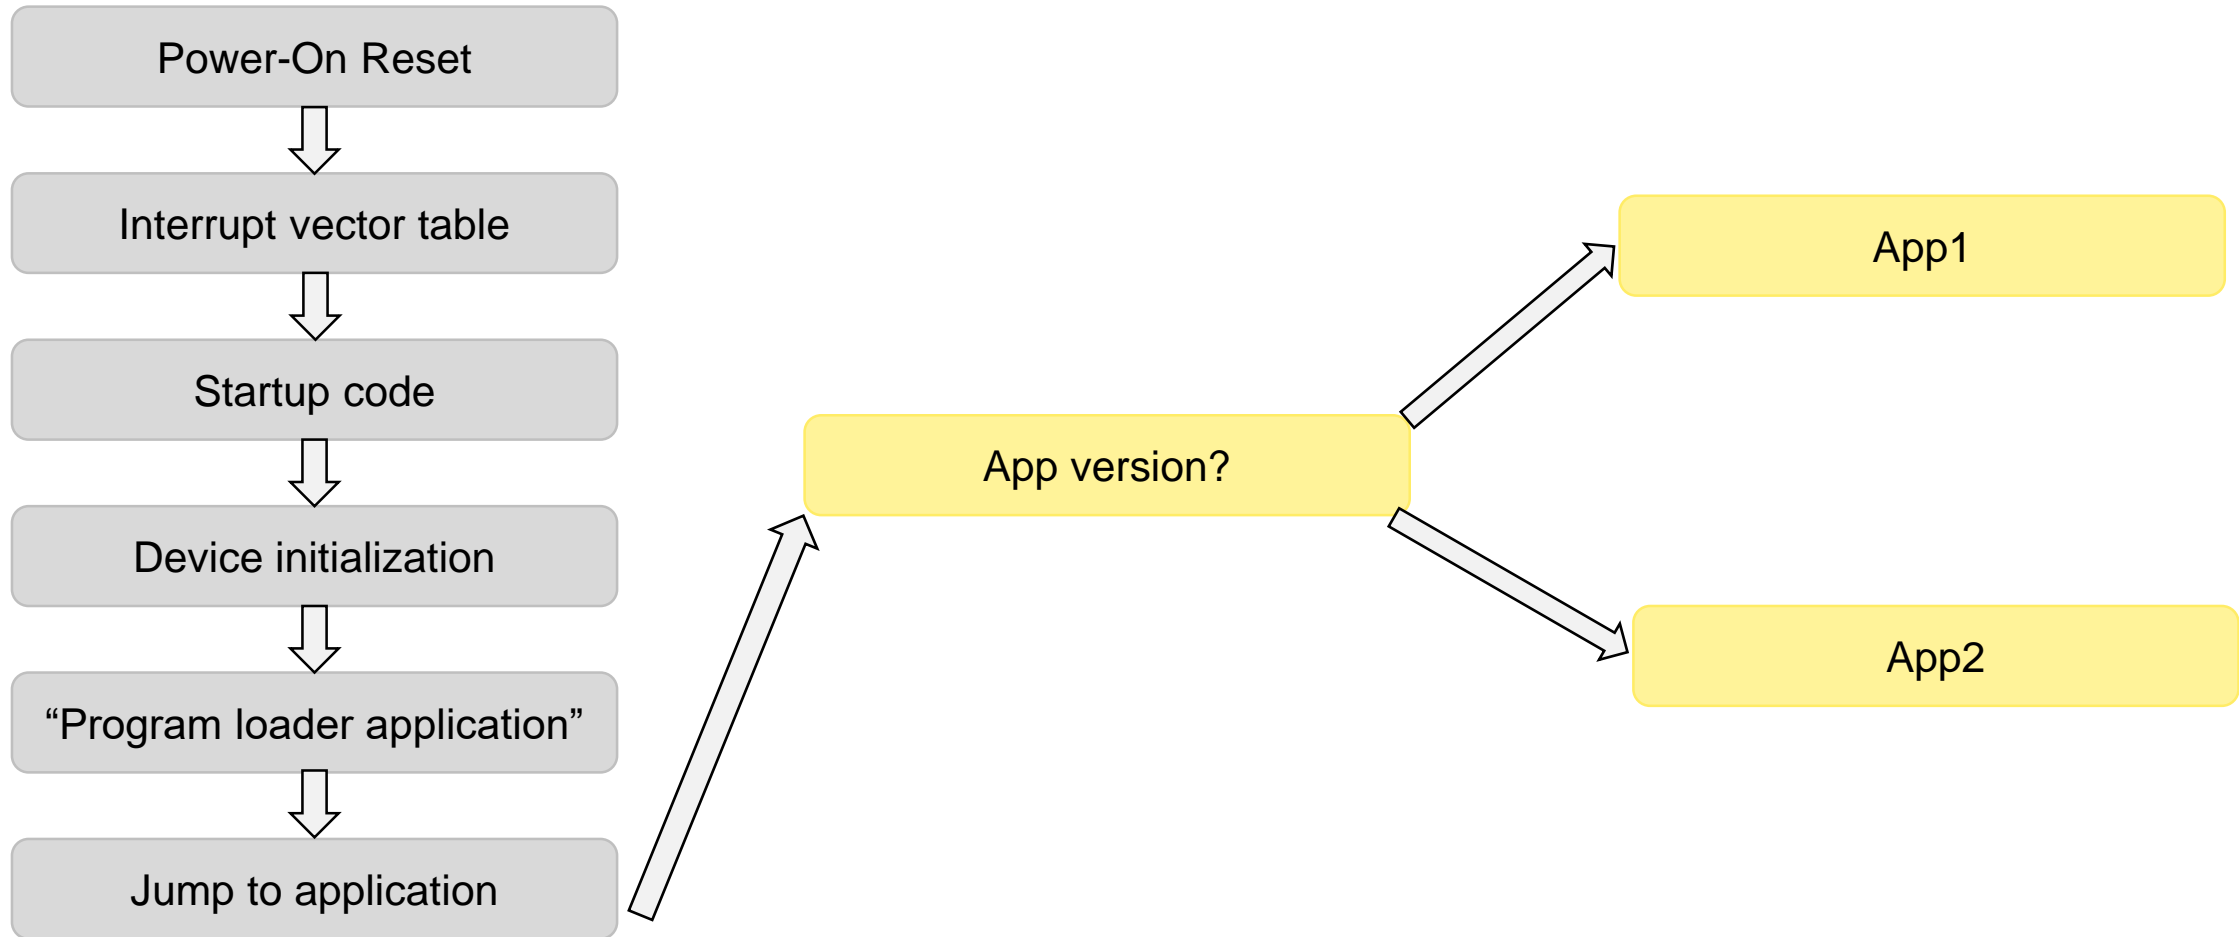 Power-On Reset
Interrupt vector table
Startup code
Device initialization
“Program loader application”
Jump to application
App version?
App1
App2